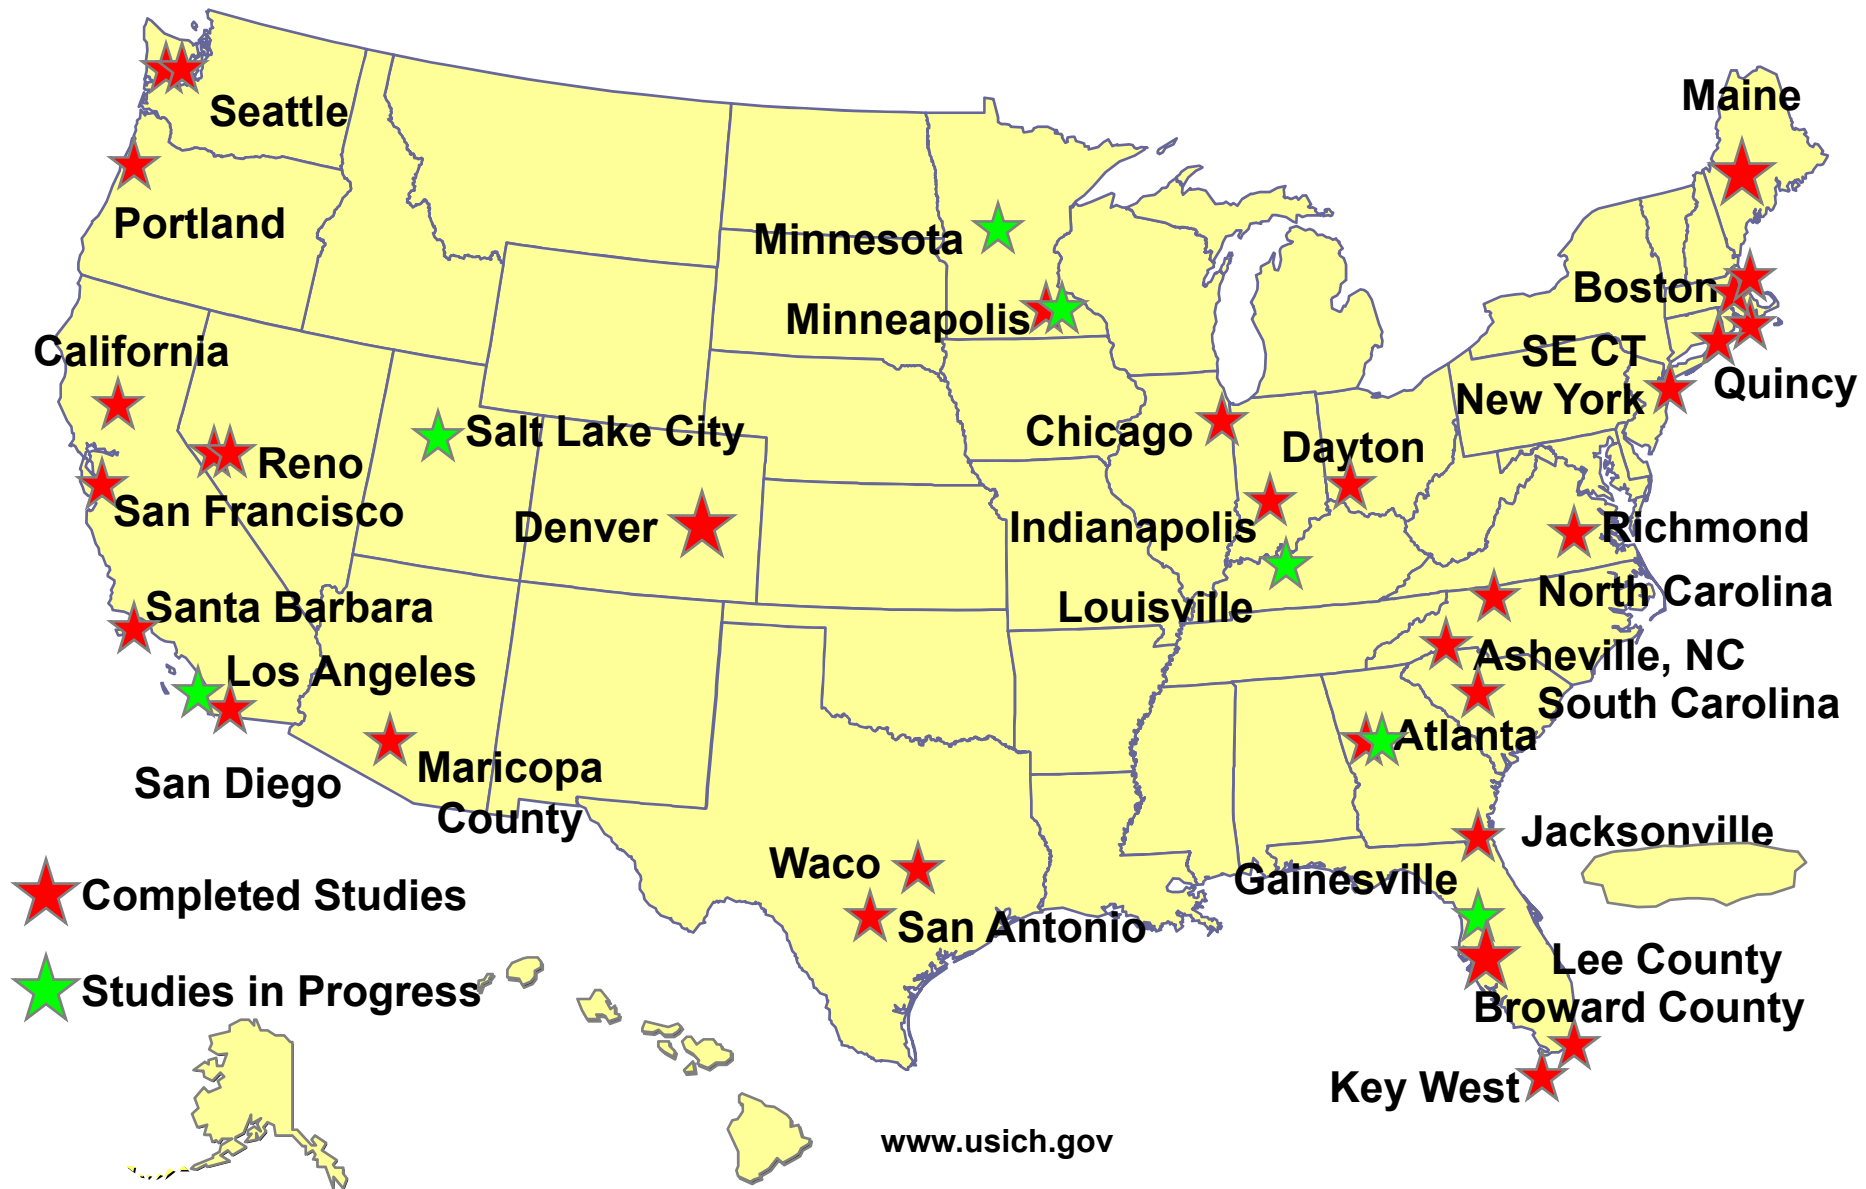 Maine
Seattle
Portland
Minnesota
Boston
Minneapolis
California
SE CT
Quincy
New York
Salt Lake City
Chicago
Dayton
Reno
San Francisco
Denver
Indianapolis
Richmond
North Carolina
Santa Barbara
Louisville
Asheville, NC
Los Angeles
South Carolina
Atlanta
Maricopa
County
San Diego
Jacksonville
Waco
Gainesville
Completed Studies
San Antonio
Lee County
Studies in Progress
Broward County
Key West
www.usich.gov